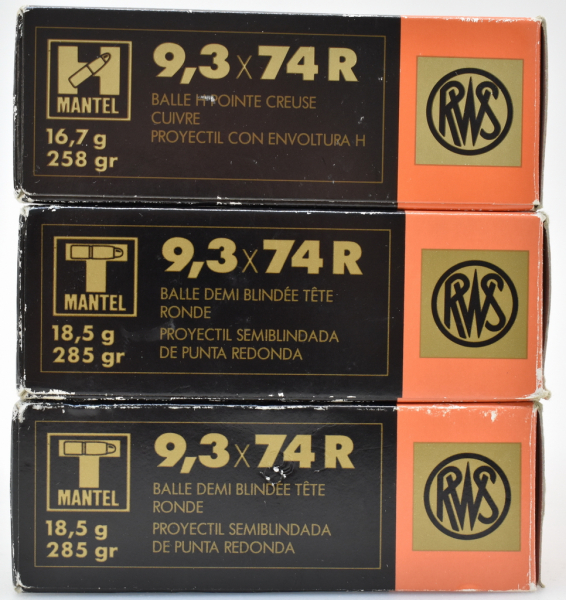 H
MANTEL
16,7 g
258 gr
9,3 x 74 R
BALLE H POINTE CREUSE
CUIVRE
PROYECTIL CON ENVOLTURA H
RWS
T
MANTEL
18,5 g
285 gr
9,3 x 74 R
BALLE DEMI BLINDÉE TÊTE
RONDE
PROYECTIL SEMIBLINDADA
DE PUNTA REDONDA
RWS
T
MANTEL
18,5 g
285 gr
9,3 x 74 R
BALLE DEMI BLINDÉE TÊTE
RONDE
PROYECTIL SEMIBLINDADA
DE PUNTA REDONDA
RWS